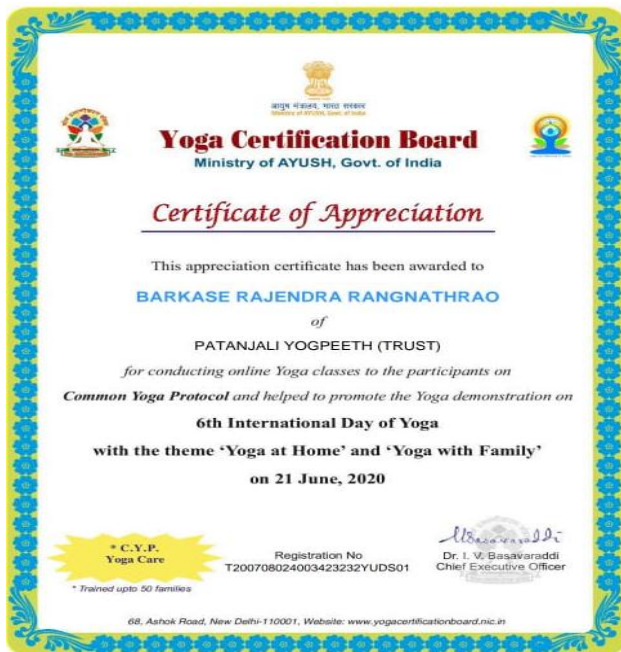 आयुष मंत्रालय, भारत सरकार
Ministry of AYUSH, Govt. of India
Yoga Certification Board
Ministry of AYUSH, Govt. of India
Certificate of Appreciation
This appreciation certificate has been awarded to
BARKASE RAJENDRA RANGNATHRAO
of
PATANJALI YOGPEETH (TRUST)
for conducting online Yoga classes to the participants on
Common Yoga Protocol and helped to promote the Yoga demonstration on
6th International Day of Yoga
with the theme ‘Yoga at Home’ and ‘Yoga with Family’
on 21 June, 2020
* C.Y.P.
Yoga Care
* Trained upto 50 families
Registration No
T200708024003423232YUDS01
Dr. I. V. Basavaraddi
Chief Executive Officer
68, Ashok Road, New Delhi-110001, Website: www.yogacertificationboard.nic.in